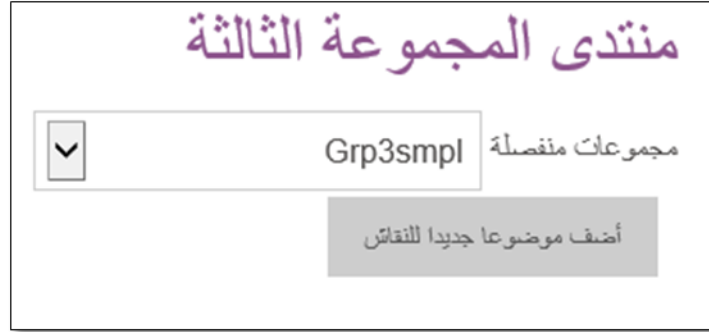 منتدى المجموعة الثالثة
مجموعات منفصلة Grp3smpl
أضف موضوعا جديدا للنقاش